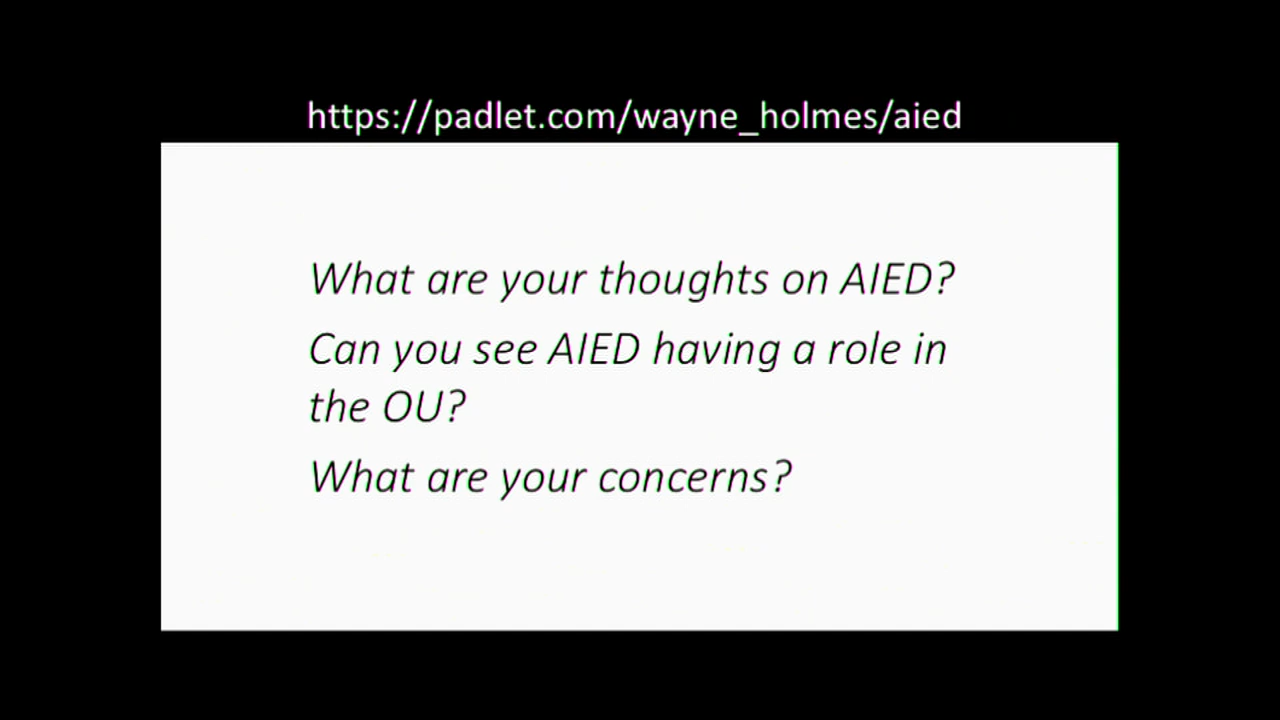 https://padlet.com/wayne_holmes/aied
What are your thoughts on AIED?
Can you see AIED having a role in
the OU?
What are your concerns?